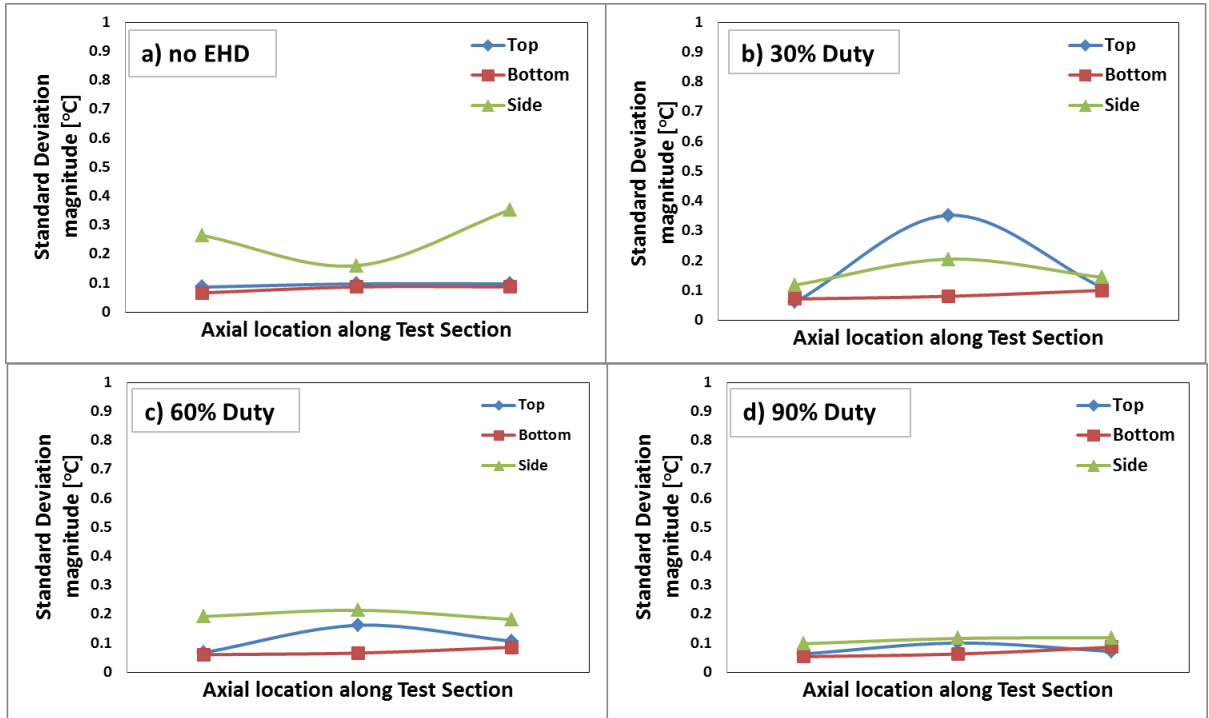 a) no EHD
Top
Bottom
Side
1
0.9
0.8
0.7
0.6
0.5
0.4
0.3
0.2
0.1
0
Standard Deviation
magnitude [°C]
Axial location along Test Section
b) 30% Duty
Top
Bottom
Side
1
0.9
0.8
0.7
0.6
0.5
0.4
0.3
0.2
0.1
0
Standard Deviation
magnitude [°C]
Axial location along Test Section
c) 60% Duty
Top
Bottom
Side
1
0.9
0.8
0.7
0.6
0.5
0.4
0.3
0.2
0.1
0
Standard Deviation
magnitude [°C]
Axial location along Test Section
d) 90% Duty
Top
Bottom
Side
1
0.9
0.8
0.7
0.6
0.5
0.4
0.3
0.2
0.1
0
Standard Deviation
magnitude [°C]
Axial location along Test Section